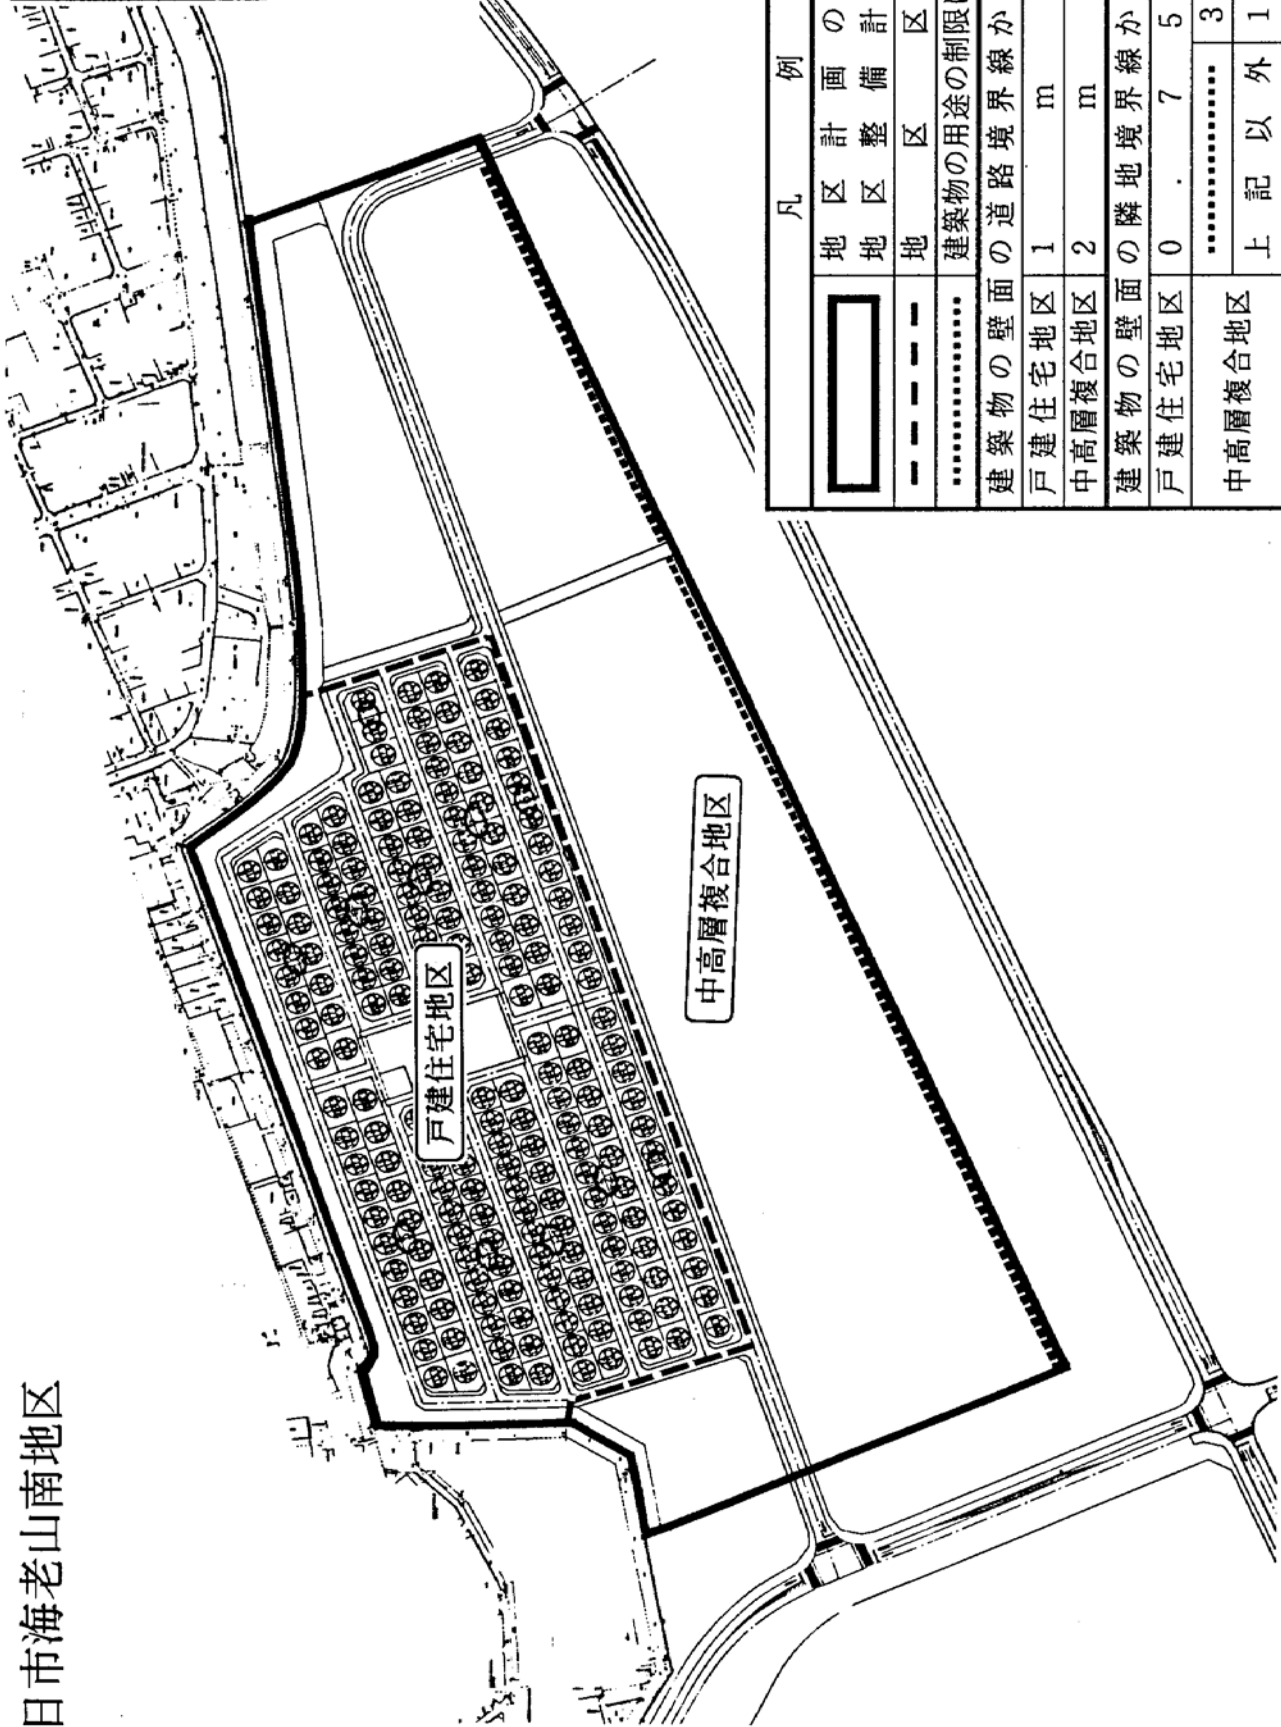 日市海老山南地区
戸建住宅地区
中高層複合地区
凡 例
地区計画の
地区整備計
地 区 区
建築物の用途の制限
建築物の壁面の道路境界線か
戸建住宅地区 1 m
中高層複合地区 2 m
建築物の壁面の隣地境界線か
戸建住宅地区 0.75
中高層複合地区 3
上記以外 1